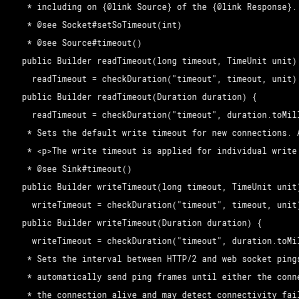 * including on {@link Source} of the {@link Response}.
* @see Socket#setSoTimeout(int)
* @see Source#timeout()
public Builder readTimeout(long timeout, TimeUnit unit)
readTimeout = checkDuration("timeout", timeout, unit)
public Builder readTimeout(Duration duration) {
readTimeout = checkDuration("timeout", duration.toMill
* Sets the default write timeout for new connections. A
* <p>The write timeout is applied for individual write
* @see Sink#timeout()
public Builder writeTimeout(long timeout, TimeUnit unit)
writeTimeout = checkDuration("timeout", timeout, unit
public Builder writeTimeout(Duration duration) {
writeTimeout = checkDuration("timeout", duration.toMil
* Sets the interval between HTTP/2 and web socket pings
* automatically send ping frames until either the conne
* the connection alive and may detect connectivity fail